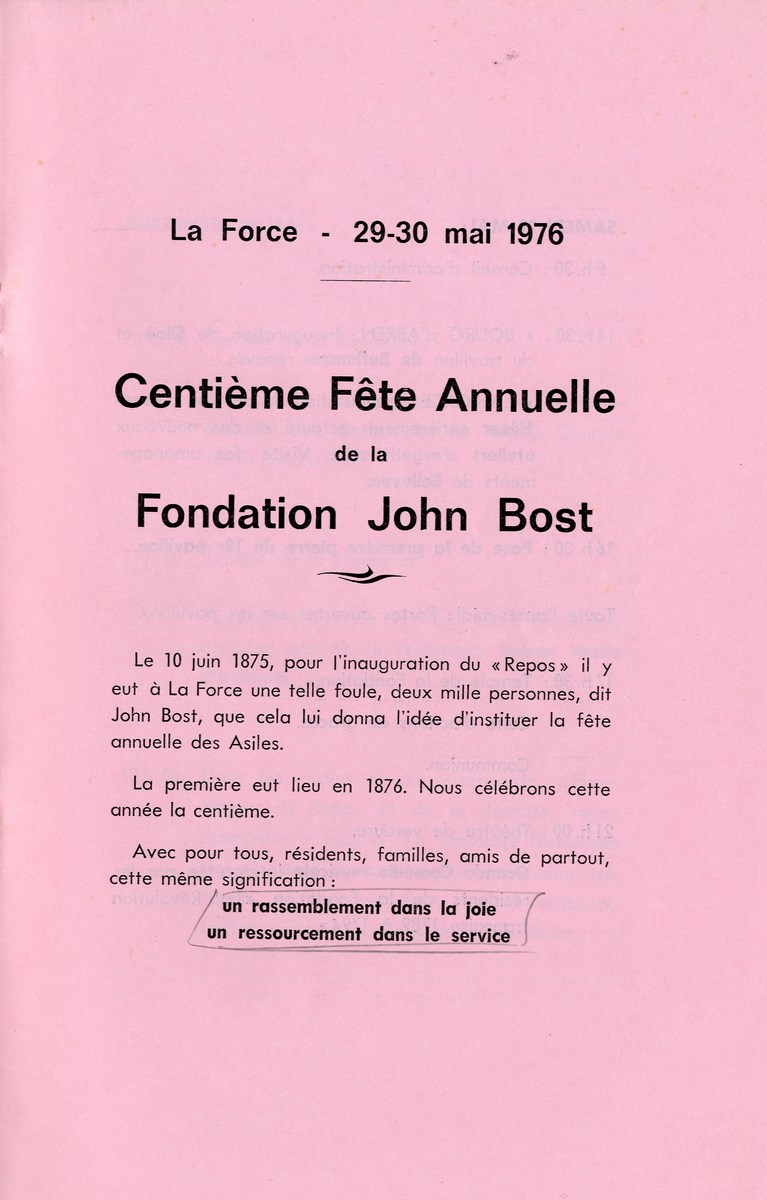 La Force - 29-30 mai 1976
Centième Fête Annuelle
de la
Fondation John Bost
Le 10 juin 1875, pour l'inauguration du « Repos » il y
eut à La Force une telle foule, deux mille personnes, dit
John Bost, que cela lui donna l'idée d'instituer la fête
annuelle des Asiles.
La première eut lieu en 1876. Nous célébrons cette
année la centième.
Avec pour tous, résidents, familles, amis de partout,
cette même signification :
un rassemblement dans la joie
un ressourcement dans le service